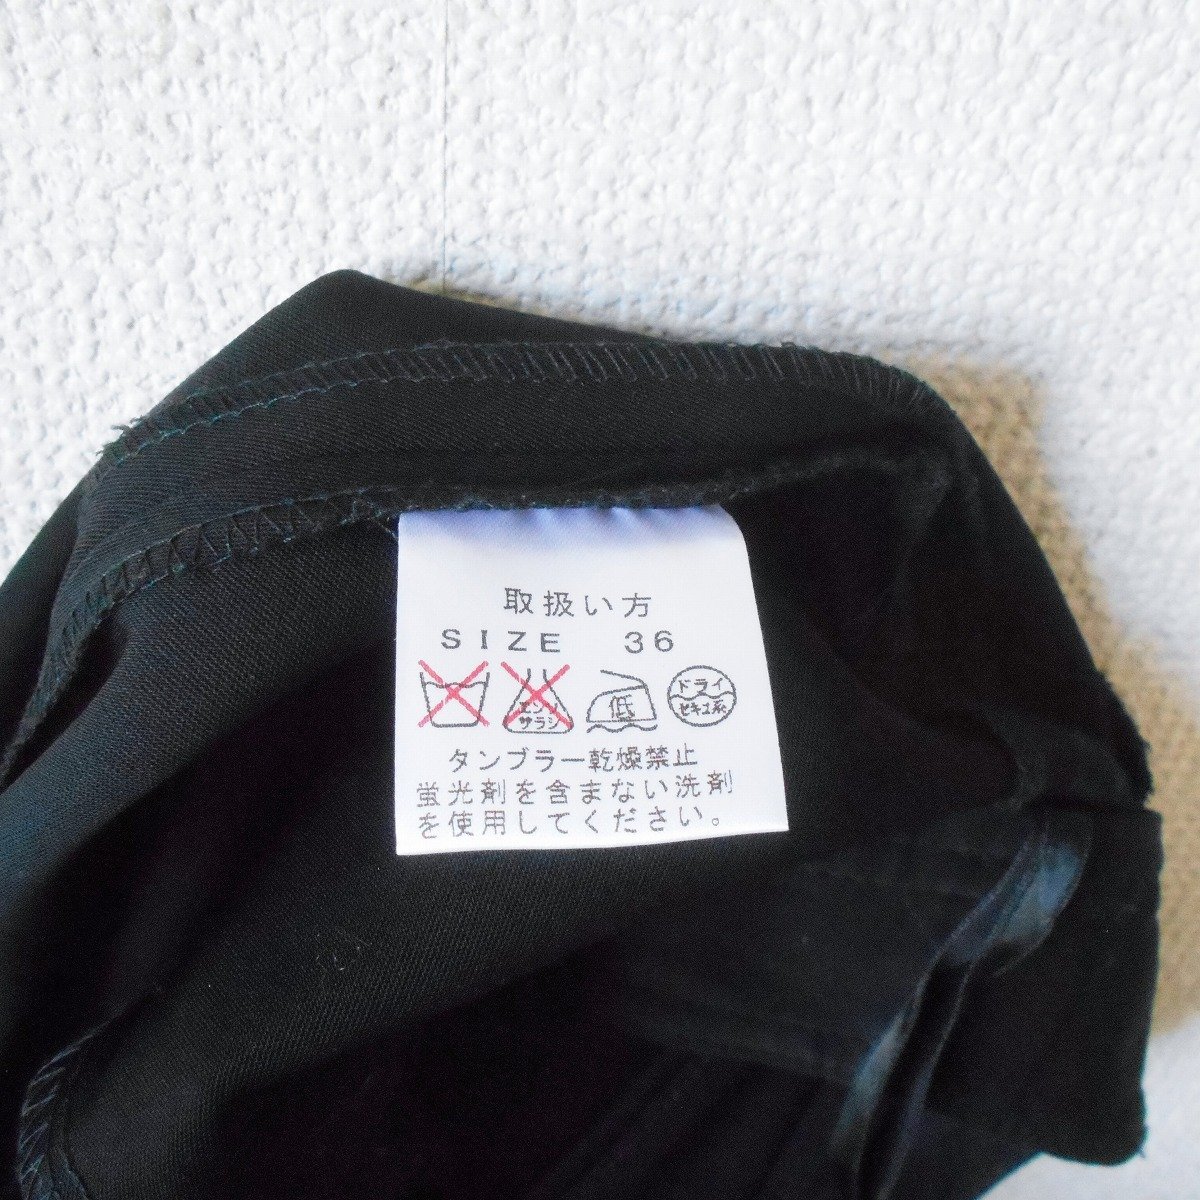 取扱い方
SIZE 36
エンソ サラシ 低 ドライ セキユ系
タンブラー乾燥禁止
蛍光剤を含まない洗剤
を使用してください。